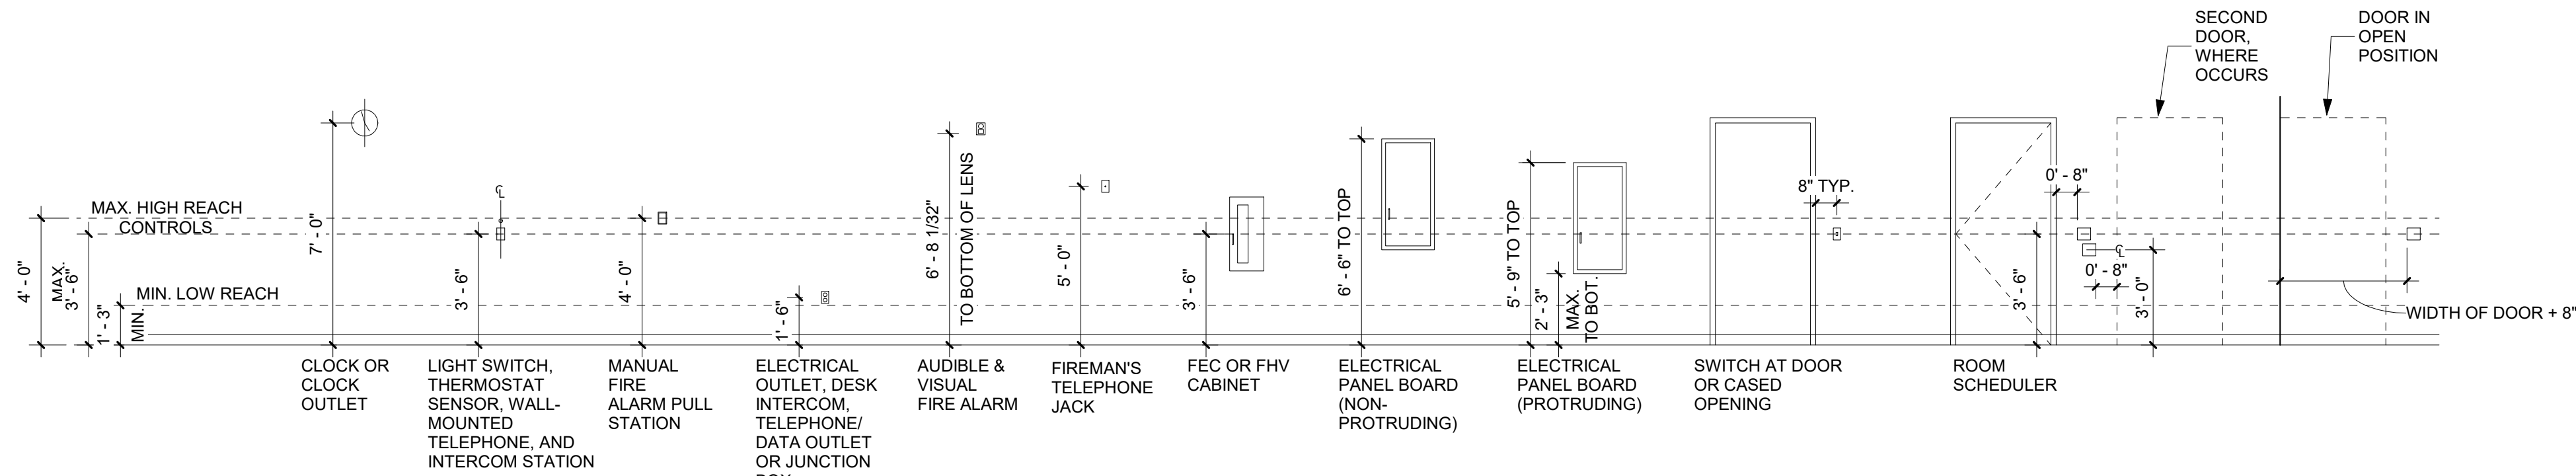 SECOND
DOOR,
WHERE
OCCURS
DOOR IN
OPEN
POSITION
MAX. HIGH REACH
CONTROLS
MIN. LOW REACH
4' - 0"
MAX.
3' - 6"
1' - 3"
MIN.
7' - 0"
CL
3' - 6"
4' - 0"
1' - 6"
6' - 8 1/32"
TO BOTTOM OF LENS
5' - 0"
3' - 6"
6' - 6" TO TOP
5' - 9" TO TOP
2' - 3"
MAX.
TO BOT.
8" TYP.
3' - 6"
0' - 8"
CL
0' - 8"
3' - 0"
WIDTH OF DOOR + 8"
CLOCK OR
CLOCK
OUTLET
LIGHT SWITCH,
THERMOSTAT
SENSOR, WALL-
MOUNTED
TELEPHONE, AND
INTERCOM STATION
MANUAL
FIRE
ALARM PULL
STATION
ELECTRICAL
OUTLET, DESK
INTERCOM,
TELEPHONE/
DATA OUTLET
OR JUNCTION
AUDIBLE &
VISUAL
FIRE ALARM
FIREMAN'S
TELEPHONE
JACK
FEC OR FHV
CABINET
ELECTRICAL
PANEL BOARD
(NON-
PROTRUDING)
ELECTRICAL
PANEL BOARD
(PROTRUDING)
SWITCH AT DOOR
OR CASED
OPENING
ROOM
SCHEDULER